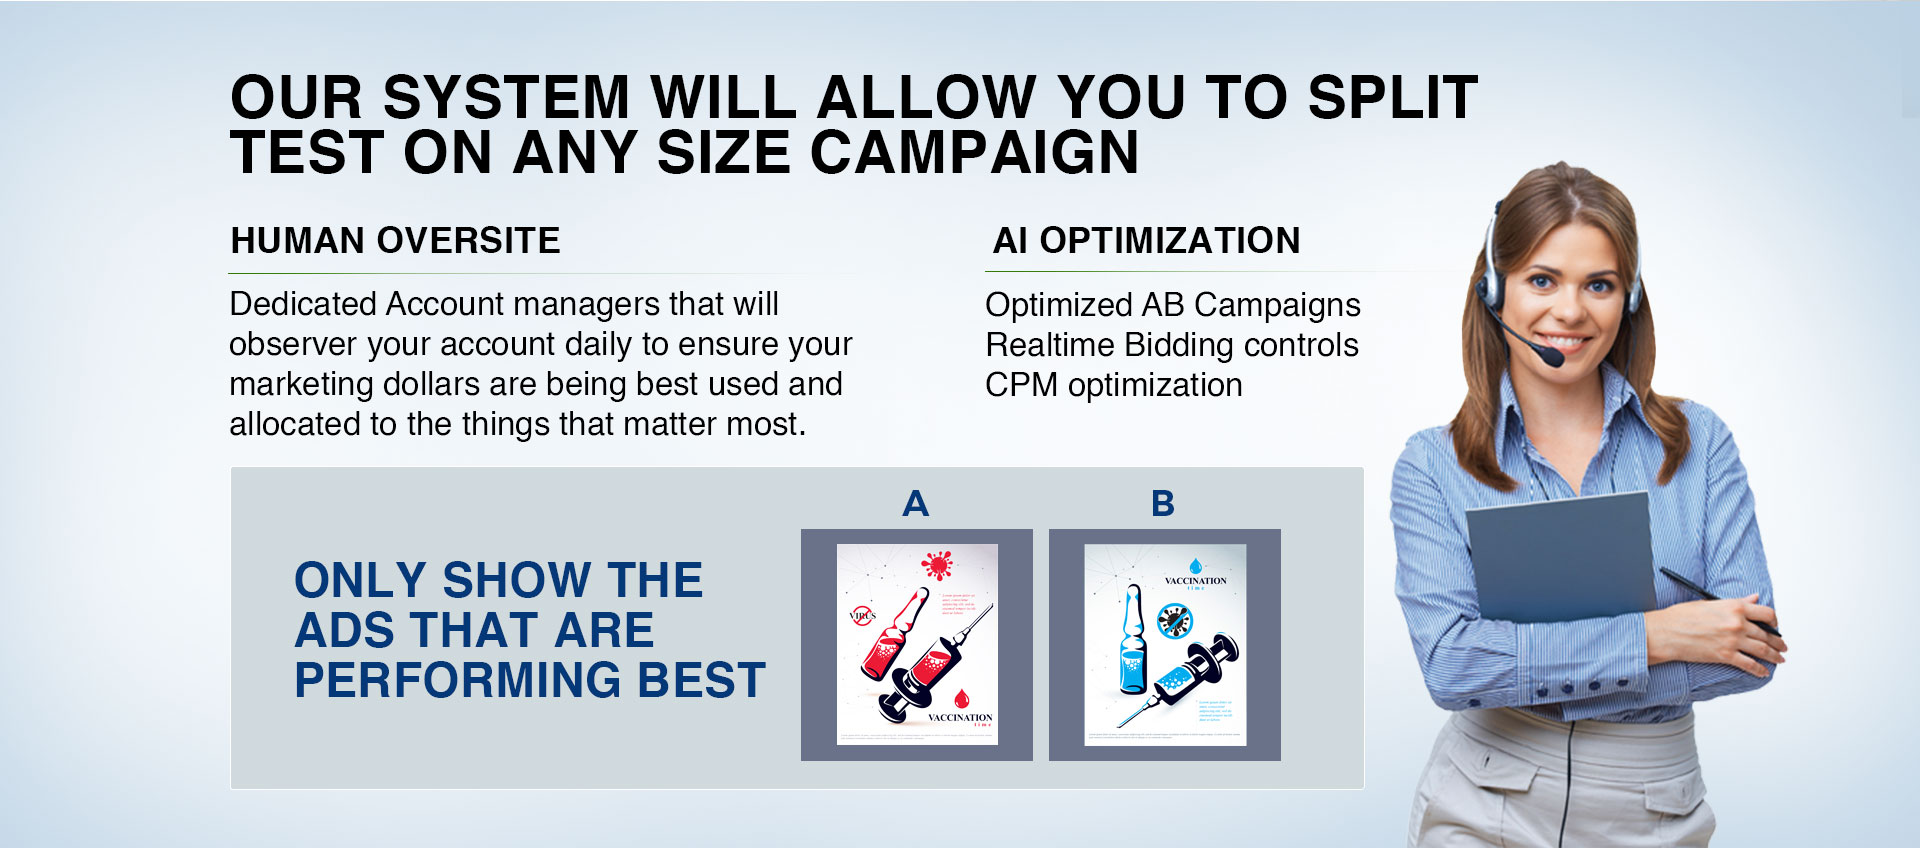 OUR SYSTEM WILL ALLOW YOU TO SPLIT
TEST ON ANY SIZE CAMPAIGN
HUMAN OVERSITE
Dedicated Account managers that will
observer your account daily to ensure your
marketing dollars are being best used and
allocated to the things that matter most.
AI OPTIMIZATION
Optimized AB Campaigns
Realtime Bidding controls
CPM optimization
ONLY SHOW THE
ADS THAT ARE
PERFORMING BEST
A
VIRUS
VACCINATION
time
B
VACCINATION
time